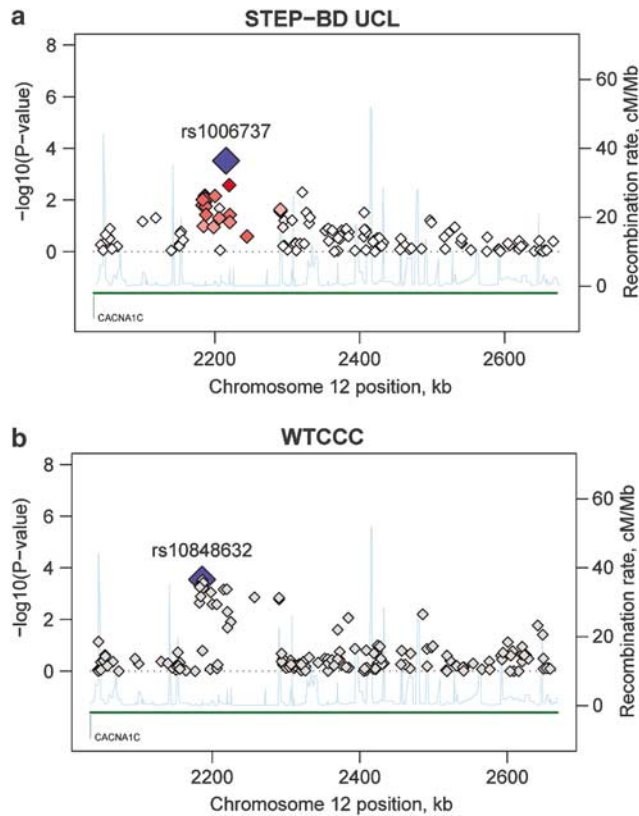 a
STEP−BD UCL
8
6
4
2
0
−log10(P−value)
rs1006737
60
40
20
0
Recombination rate, cM/Mb
CACNA1C
2200 2400 2600
Chromosome 12 position, kb
b
WTCCC
8
6
4
2
0
−log10(P−value)
rs10848632
60
40
20
0
Recombination rate, cM/Mb
CACNA1C
2200 2400 2600
Chromosome 12 position, kb